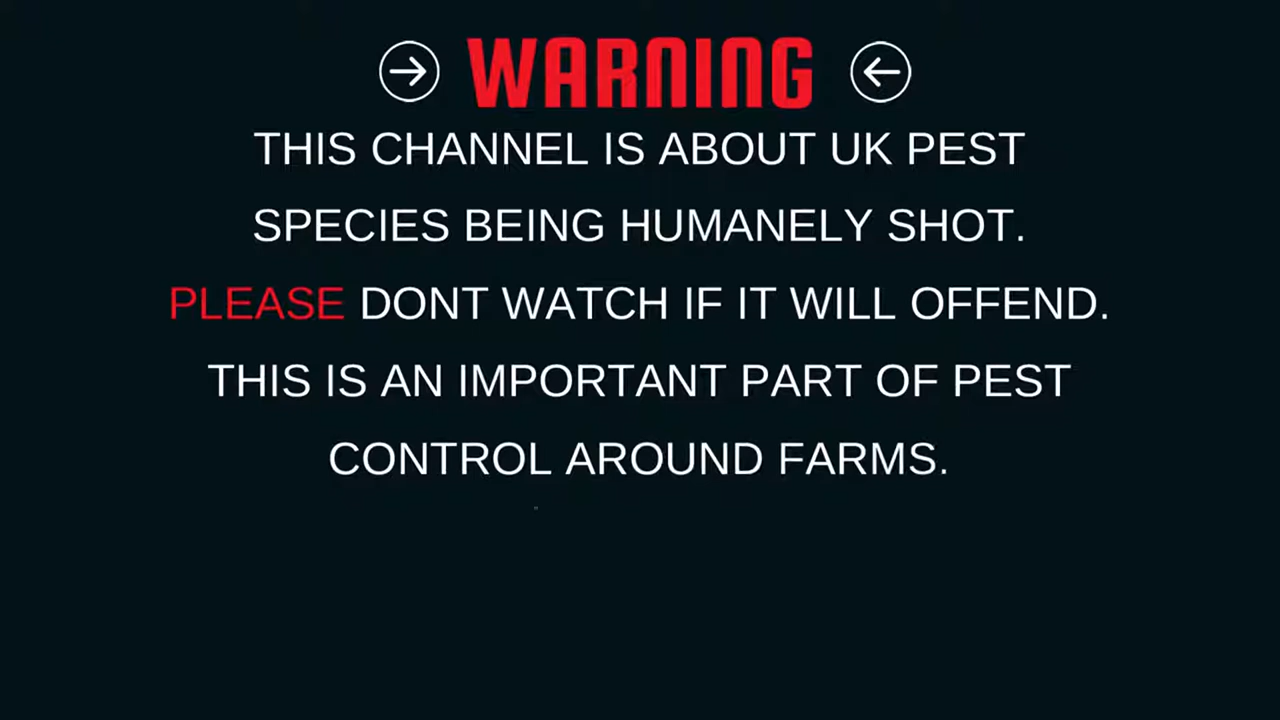 WARNING
THIS CHANNEL IS ABOUT UK PEST
SPECIES BEING HUMANELY SHOT.
PLEASE DONT WATCH IF IT WILL OFFEND.
THIS IS AN IMPORTANT PART OF PEST
CONTROL AROUND FARMS.